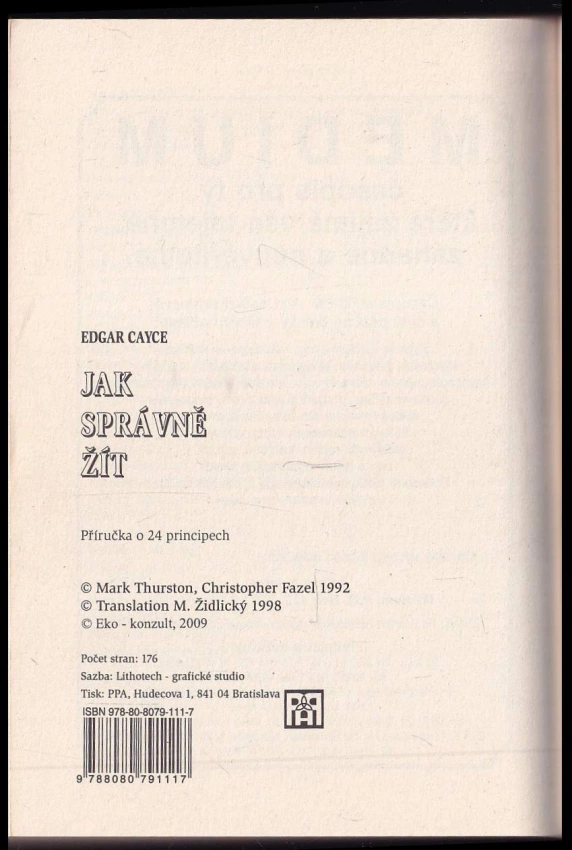 EDGAR CAYCE
JAK
SPRÁVNĚ
ŽÍT
Příručka o 24 principech
© Mark Thurston, Christopher Fazel 1992
© Translation M. Židlický 1998
© Eko - konzult, 2009
Počet stran: 176
Sazba: Lithotech - grafické studio
Tisk: PPA, Hudecova 1, 841 04 Bratislava
ISBN 978-80-8079-111-7
9 788080 791117